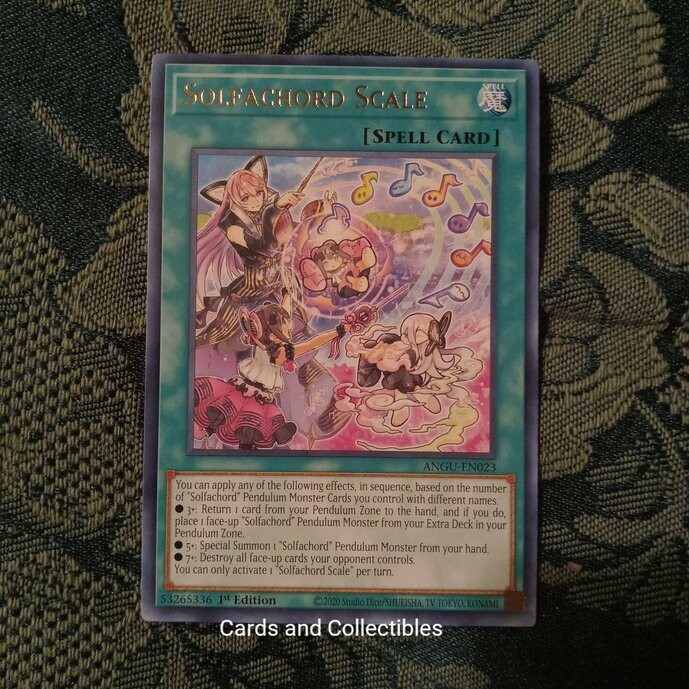 Solfachord Scale
SPELL
魔
[Spell Card]
ANGU-EN023
You can apply any of the following effects, in sequence, based on the number
of "Solfachord" Pendulum Monster Cards you control with different names.
● 3+: Return 1 card from your Pendulum Zone to the hand, and if you do,
place 1 face-up "Solfachord" Pendulum Monster from your Extra Deck in your
Pendulum Zone.
● 5+: Special Summon 1 "Solfachord" Pendulum Monster from your hand.
● 7+: Destroy all face-up cards your opponent controls.
You can only activate 1 "Solfachord Scale" per turn.
53265336 1st Edition ©2020 Studio Dice/SHUEISHA, TV TOKYO, KONAMI
Cards and Collectibles